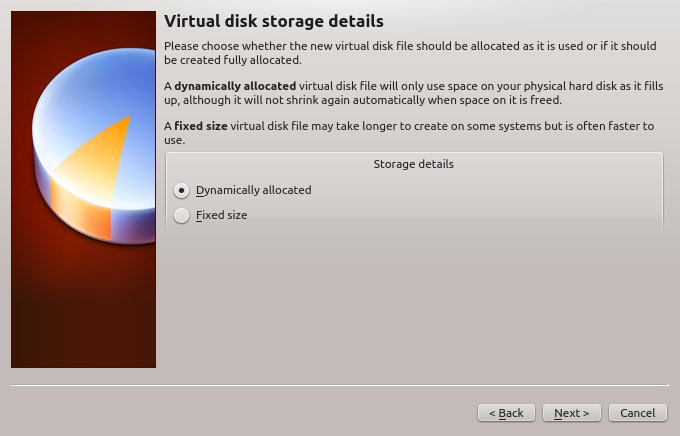 Virtual disk storage details
Please choose whether the new virtual disk file should be allocated as it is used or if it should
be created fully allocated.
A dynamically allocated virtual disk file will only use space on your physical hard disk as it fills
up, although it will not shrink again automatically when space on it is freed.
A fixed size virtual disk file may take longer to create on some systems but is often faster to
use.
Storage details
Dynamically allocated
Fixed size
< Back
Next >
Cancel